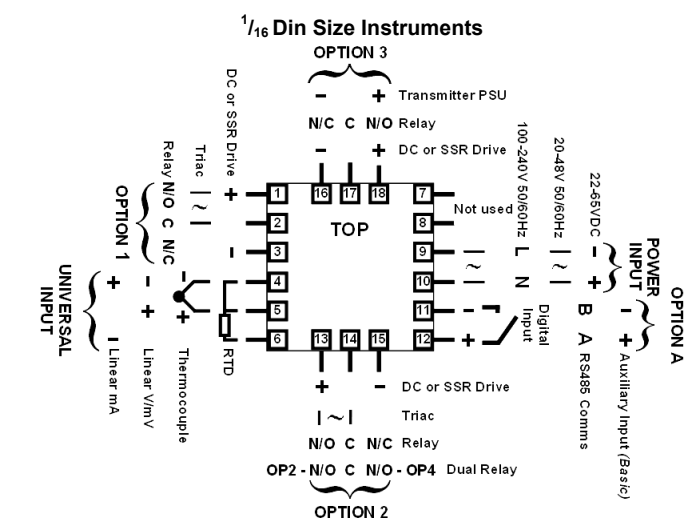 1/16 Din Size Instruments
OPTION 3
– + Transmitter PSU
N/C C N/O Relay
– + DC or SSR Drive
16 17 18
TOP
1
2
3
4
5
6
7
8
9
10
11
12
13 14 15
Not used
DC or SSR Drive
+ –
Triac
| ~ |
Relay N/O C N/C
OPTION 1
UNIVERSAL INPUT
+ – Linear mA
– + Linear V/mV
– + Thermocouple
RTD
100-240V 50/60Hz
L N
20-48V 50/60Hz
| ~ |
22-65VDC
– +
POWER INPUT
– + Digital Input
B A RS485 Comms
– + Auxiliary Input (Basic)
OPTION A
+ – DC or SSR Drive
| ~ | Triac
N/O C N/C Relay
OP2 - N/O C N/O - OP4 Dual Relay
OPTION 2